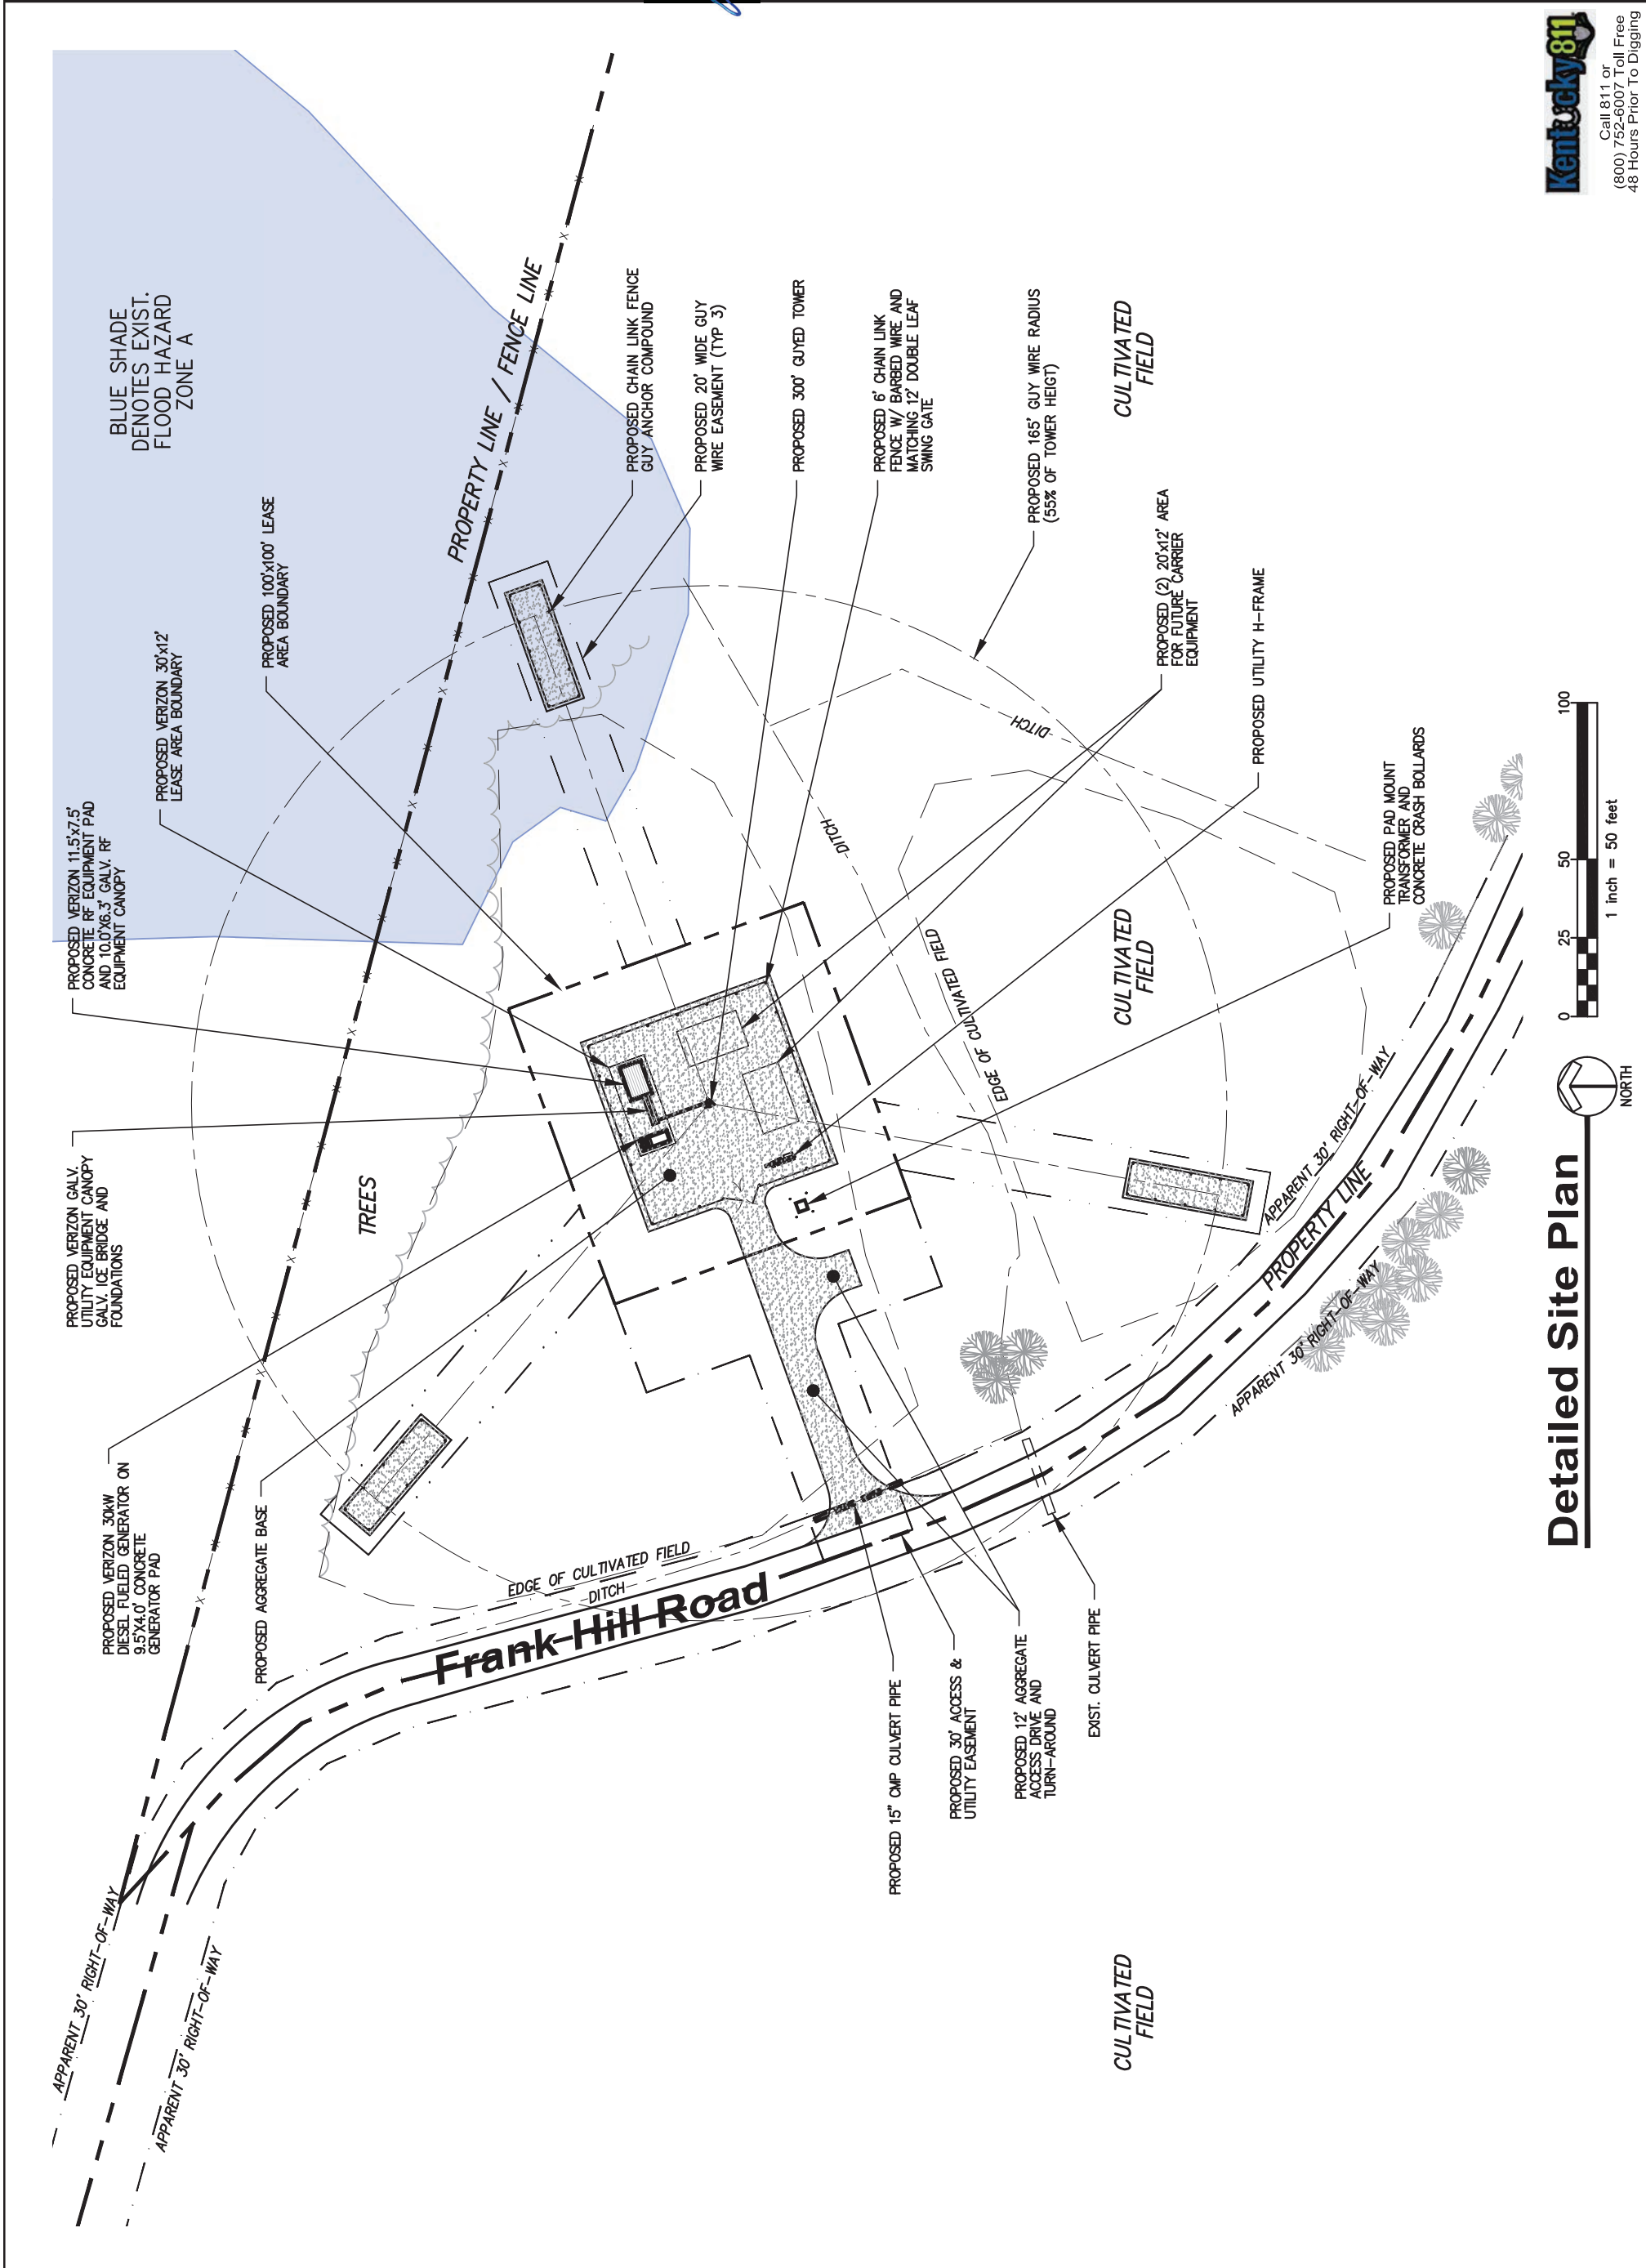 BLUE SHADE
DENOTES EXIST.
FLOOD HAZARD
ZONE A
PROPOSED VERIZON 11.5'x7.5'
CONCRETE RF EQUIPMENT PAD
AND 10.0'X6.3' GALV. RF
EQUIPMENT CANOPY
PROPOSED VERIZON 30'x12'
LEASE AREA BOUNDARY
PROPOSED 100'x100' LEASE
AREA BOUNDARY
PROPERTY LINE / FENCE LINE
PROPOSED VERIZON GALV.
UTILITY EQUIPMENT CANOPY
GALV. ICE BRIDGE AND
FOUNDATIONS
PROPOSED VERIZON 30kW
DIESEL FUELED GENERATOR ON
9.5'X4.0' CONCRETE
GENERATOR PAD
PROPOSED AGGREGATE BASE
TREES
APPARENT 30' RIGHT-OF-WAY
APPARENT 30' RIGHT-OF-WAY
EDGE OF CULTIVATED FIELD
DITCH
Frank Hill Road
PROPOSED CHAIN LINK FENCE
GUY ANCHOR COMPOUND
PROPOSED 20' WIDE GUY
WIRE EASEMENT (TYP 3)
PROPOSED 300' GUYED TOWER
PROPOSED 6' CHAIN LINK
FENCE W/ BARBED WIRE AND
MATCHING 12' DOUBLE LEAF
SWING GATE
PROPOSED 165' GUY WIRE RADIUS
(55% OF TOWER HEIGT)
CULTIVATED
FIELD
DITCH
DITCH
EDGE OF CULTIVATED FIELD
PROPOSED (2) 20'x12' AREA
FOR FUTURE CARRIER
EQUIPMENT
PROPOSED UTILITY H-FRAME
CULTIVATED
FIELD
PROPOSED PAD MOUNT
TRANSFORMER AND
CONCRETE CRASH BOLLARDS
APPARENT 30' RIGHT-OF-WAY
PROPERTY LINE
APPARENT 30' RIGHT-OF-WAY
PROPOSED 15" CMP CULVERT PIPE
PROPOSED 30' ACCESS &
UTILITY EASEMENT
PROPOSED 12' AGGREGATE
ACCESS DRIVE AND
TURN-AROUND
EXIST. CULVERT PIPE
CULTIVATED
FIELD
Detailed Site Plan
NORTH
0 25 50 100
1 inch = 50 feet
Kentucky811
Call 811 or
(800) 752-6007 Toll Free
48 Hours Prior To Digging